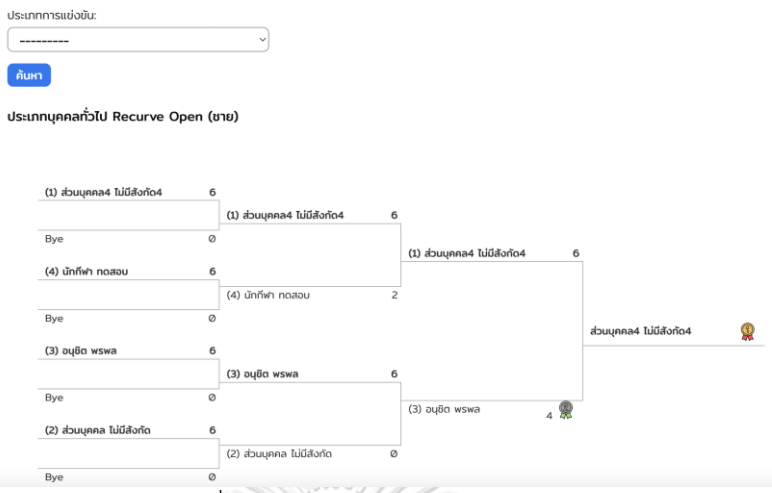 ประเภทการแข่งขัน:
---------
ค้นหา
ประเภทบุคคลทั่วไป Recurve Open (ชาย)
(1) ส่วนบุคคล4 ไม่มีสังกัด4 6
(1) ส่วนบุคคล4 ไม่มีสังกัด4 6
Bye 0
(1) ส่วนบุคคล4 ไม่มีสังกัด4 6
(4) นักกีฬา ทดสอบ 6
(4) นักกีฬา ทดสอบ 2
Bye 0
ส่วนบุคคล4 ไม่มีสังกัด4
(3) อนุชิต พรพล 6
(3) อนุชิต พรพล 6
Bye 0
(3) อนุชิต พรพล 4
(2) ส่วนบุคคล ไม่มีสังกัด 6
(2) ส่วนบุคคล ไม่มีสังกัด 0
Bye 0